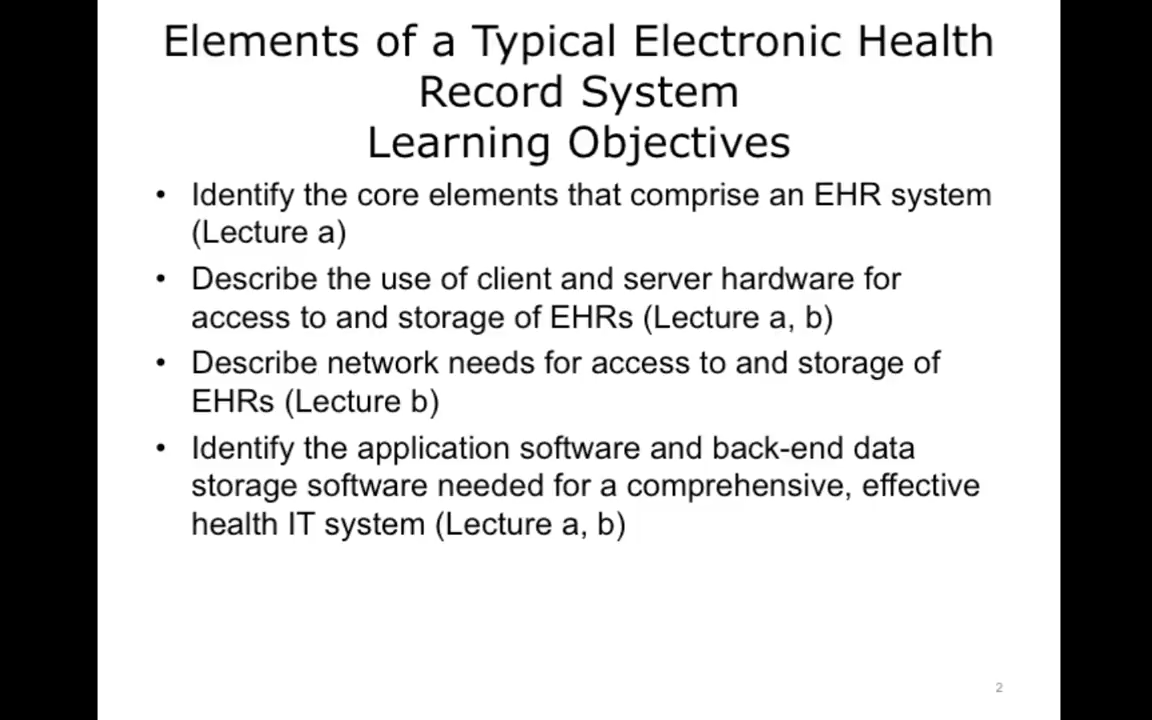 Elements of a Typical Electronic Health
Record System
Learning Objectives
• Identify the core elements that comprise an EHR system
(Lecture a)
• Describe the use of client and server hardware for
access to and storage of EHRs (Lecture a, b)
• Describe network needs for access to and storage of
EHRs (Lecture b)
• Identify the application software and back-end data
storage software needed for a comprehensive, effective
health IT system (Lecture a, b)
2